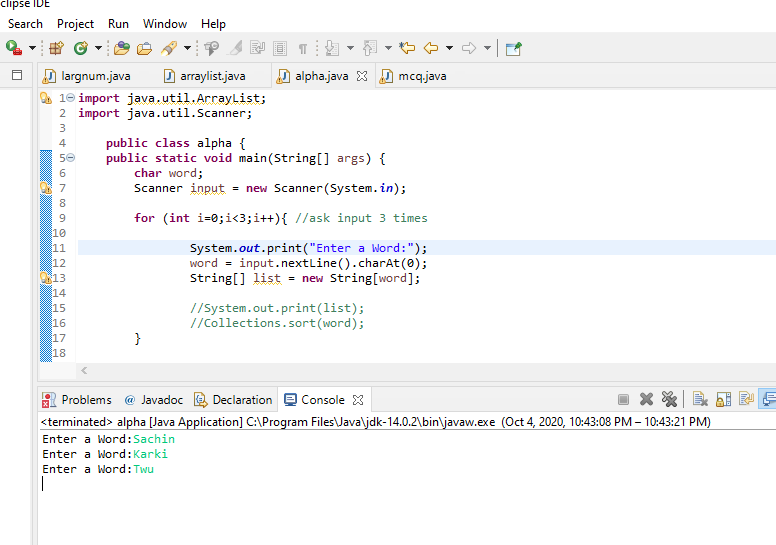 clipse IDE
Search Project Run Window Help
largnum.java arraylist.java alpha.java mcq.java
1 import java.util.ArrayList;
2 import java.util.Scanner;
3
4 public class alpha {
5 public static void main(String[] args) {
6 char word;
7 Scanner input = new Scanner(System.in);
8
9 for (int i=0;i<3;i++){ //ask input 3 times
10
11 System.out.print("Enter a Word:");
12 word = input.nextLine().charAt(0);
13 String[] list = new String[word];
14
15 //System.out.print(list);
16 //Collections.sort(word);
17 }
18
Problems @ Javadoc Declaration Console
<terminated> alpha [Java Application] C:\Program Files\Java\jdk-14.0.2\bin\javaw.exe (Oct 4, 2020, 10:43:08 PM – 10:43:21 PM)
Enter a Word:Sachin
Enter a Word:Karki
Enter a Word:Twu